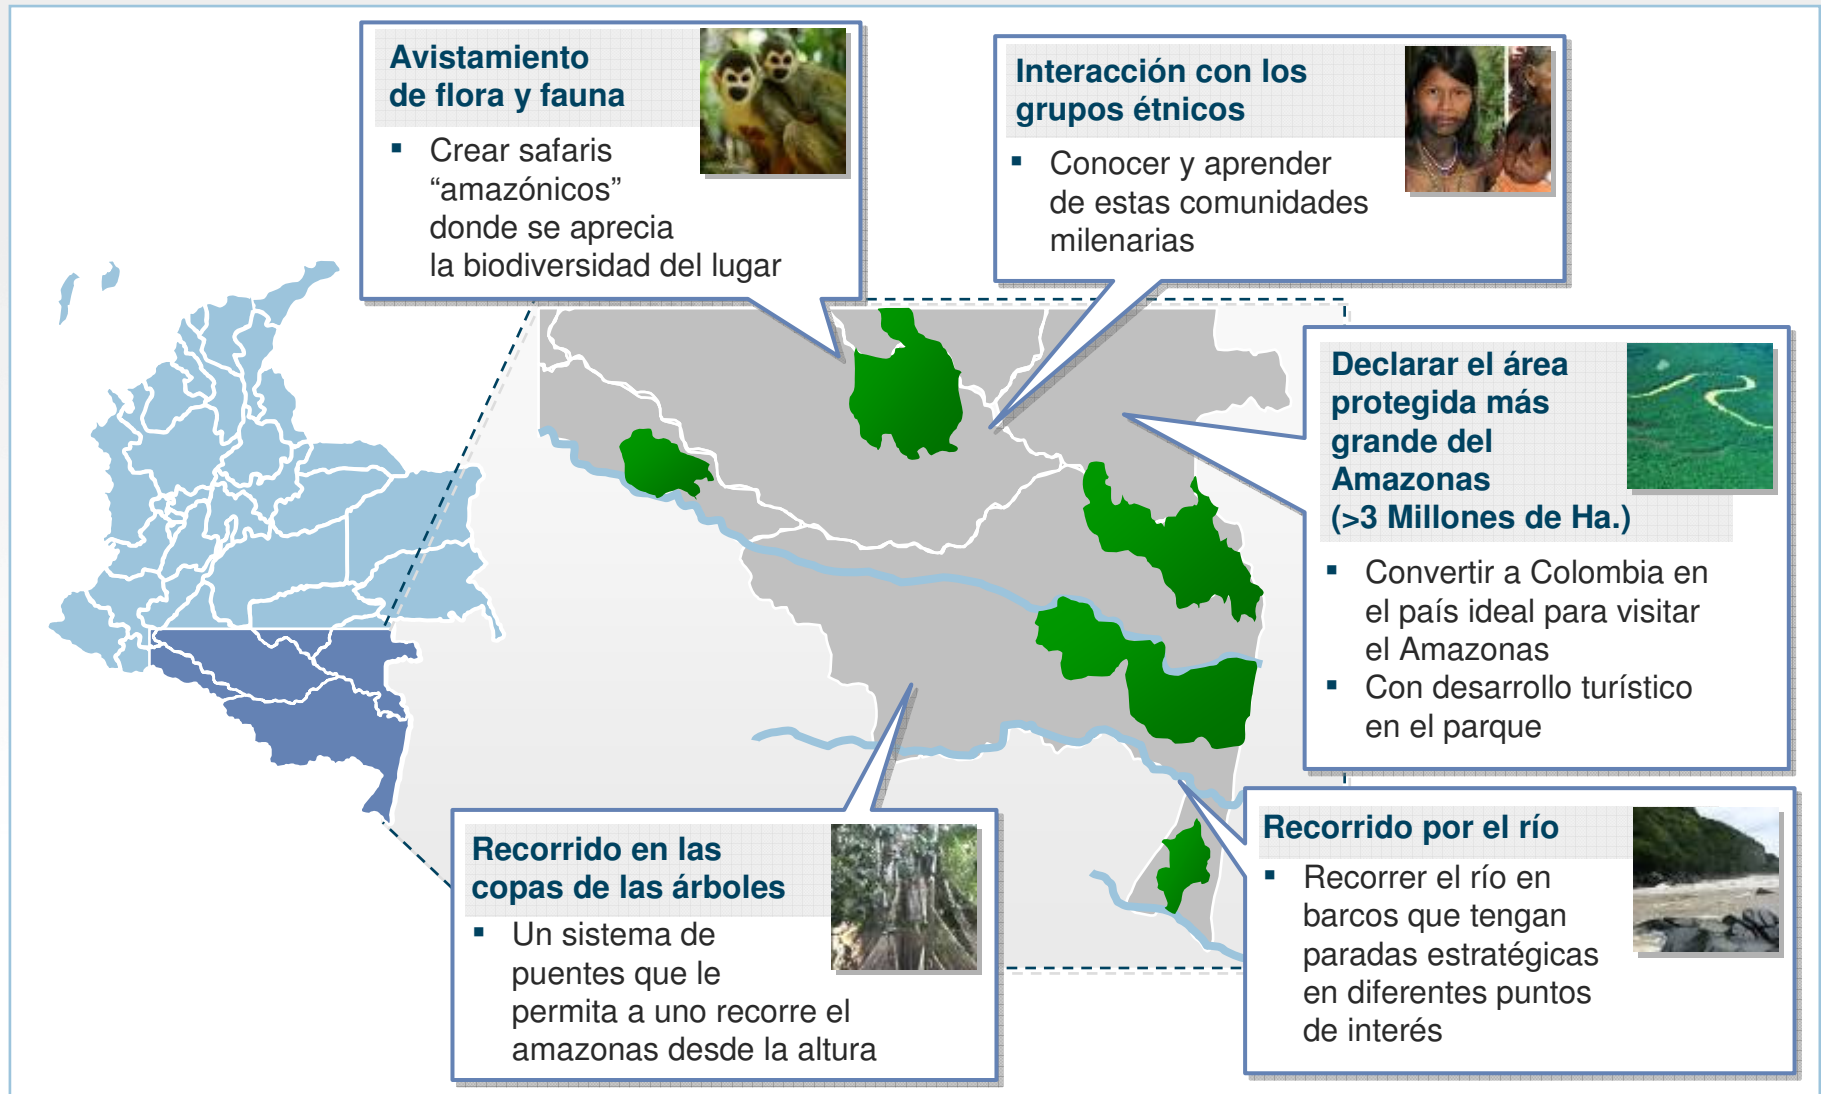 Avistamiento
de flora y fauna
▪ Crear safaris
“amazónicos”
donde se aprecia
la biodiversidad del lugar
Interacción con los
grupos étnicos
▪ Conocer y aprender
de estas comunidades
milenarias
Declarar el área
protegida más
grande del
Amazonas
(>3 Millones de Ha.)
▪ Convertir a Colombia en
el país ideal para visitar
el Amazonas
▪ Con desarrollo turístico
en el parque
Recorrido en las
copas de las árboles
▪ Un sistema de
puentes que le
permita a uno recorre el
amazonas desde la altura
Recorrido por el río
▪ Recorrer el río en
barcos que tengan
paradas estratégicas
en diferentes puntos
de interés